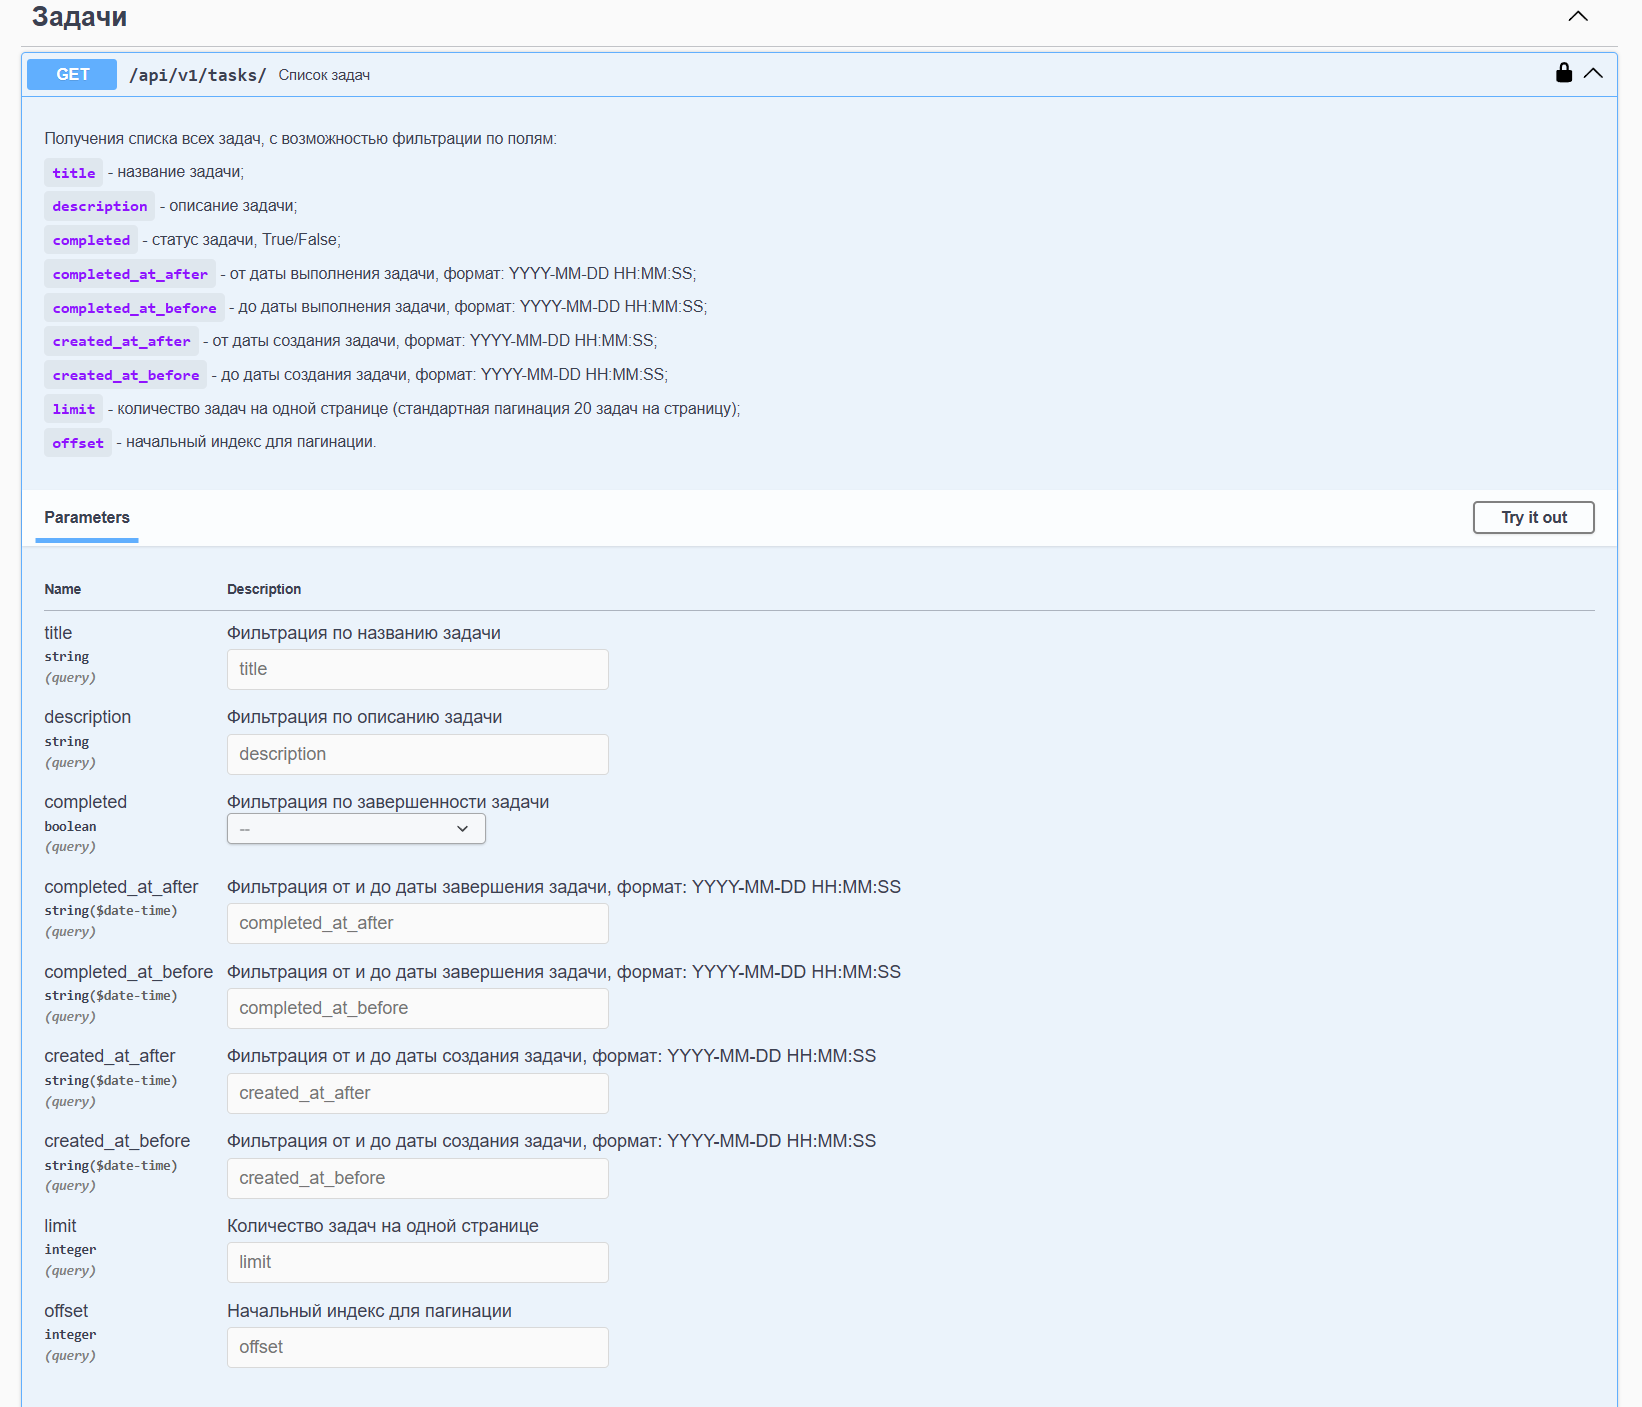 Задачи
GET /api/v1/tasks/ Список задач
Получения списка всех задач, с возможностью фильтрации по полям:
title - название задачи;
description - описание задачи;
completed - статус задачи, True/False;
completed_at_after - от даты выполнения задачи, формат: YYYY-MM-DD HH:MM:SS;
completed_at_before - до даты выполнения задачи, формат: YYYY-MM-DD HH:MM:SS;
created_at_after - от даты создания задачи, формат: YYYY-MM-DD HH:MM:SS;
created_at_before - до даты создания задачи, формат: YYYY-MM-DD HH:MM:SS;
limit - количество задач на одной странице (стандартная пагинация 20 задач на страницу);
offset - начальный индекс для пагинации.
Parameters Try it out
Name Description
title Фильтрация по названию задачи
string
title
(query)
description Фильтрация по описанию задачи
string
description
(query)
completed Фильтрация по завершенности задачи
boolean
--
(query)
completed_at_after Фильтрация от и до даты завершения задачи, формат: YYYY-MM-DD HH:MM:SS
string($date-time)
completed_at_after
(query)
completed_at_before Фильтрация от и до даты завершения задачи, формат: YYYY-MM-DD HH:MM:SS
string($date-time)
completed_at_before
(query)
created_at_after Фильтрация от и до даты создания задачи, формат: YYYY-MM-DD HH:MM:SS
string($date-time)
created_at_after
(query)
created_at_before Фильтрация от и до даты создания задачи, формат: YYYY-MM-DD HH:MM:SS
string($date-time)
created_at_before
(query)
limit Количество задач на одной странице
integer
limit
(query)
offset Начальный индекс для пагинации
integer
offset
(query)